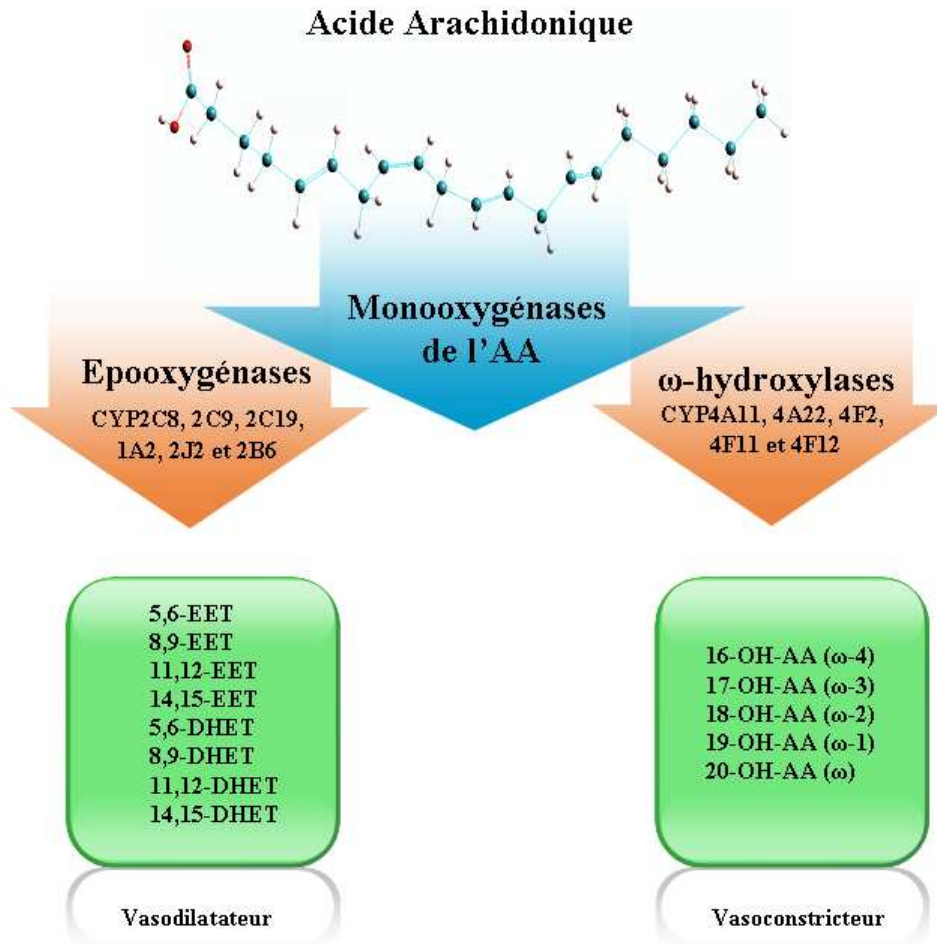 Acide Arachidonique
Monooxygénases
de l'AA
Epooxygénases
CYP2C8, 2C9, 2C19,
1A2, 2J2 et 2B6
ω-hydroxylases
CYP4A11, 4A22, 4F2,
4F11 et 4F12
5,6-EET
8,9-EET
11,12-EET
14,15-EET
5,6-DHET
8,9-DHET
11,12-DHET
14,15-DHET
16-OH-AA (ω-4)
17-OH-AA (ω-3)
18-OH-AA (ω-2)
19-OH-AA (ω-1)
20-OH-AA (ω)
Vasodilatateur
Vasoconstricteur